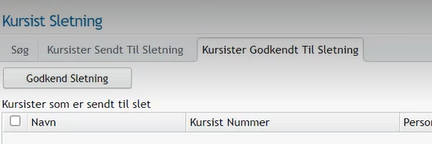 Kursist Sletning
Søg Kursister Sendt Til Sletning Kursister Godkendt Til Sletning
Godkend Sletning
Kursister som er sendt til slet
Navn Kursist Nummer Perso